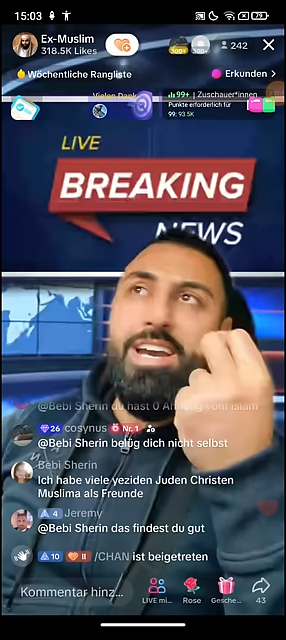 15:03
79
Ex-Muslim
318.5K Likes
500+
500+
242
Wöchentliche Rangliste
Erkunden >
Vielen Dank
99+ | Zuschauer*innen
Punkte erforderlich für
99: 93.5K
LIVE
BREAKING
NEWS
@Bebi Sherin du hast 0 Ahnung vom islam
26 cosynus Nr. 1
@Bebi Sherin belüg dich nicht selbst
Bebi Sherin
Ich habe viele yeziden Juden Christen
Muslima als Freunde
4 Jeremy
@Bebi Sherin das findest du gut
10 II /CHAN ist beigetreten
Kommentar hinz...
LIVE mi...
Rose
Gesche...
43